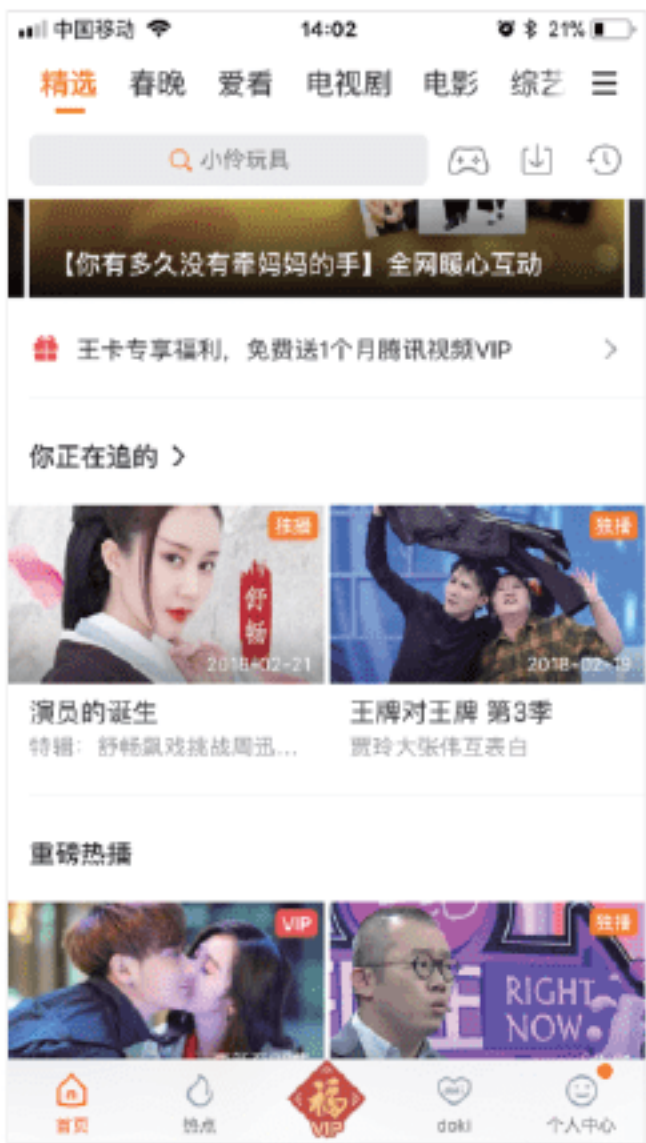 中国移动 14:02 21%
精选 春晚 爱看 电视剧 电影 综艺
小伶玩具
【你有多久没有牵妈妈的手】全网暖心互动
王卡专享福利，免费送1个月腾讯视频VIP
你正在追的
独播 独播
舒畅
2018-02-21 2018-02-19
演员的诞生 王牌对王牌 第3季
特辑：舒畅飙戏挑战周迅... 贾玲大张伟互表白
重磅热播
VIP 独播
RIGHT
NOW
福
VIP
首页 热点 doki 个人中心